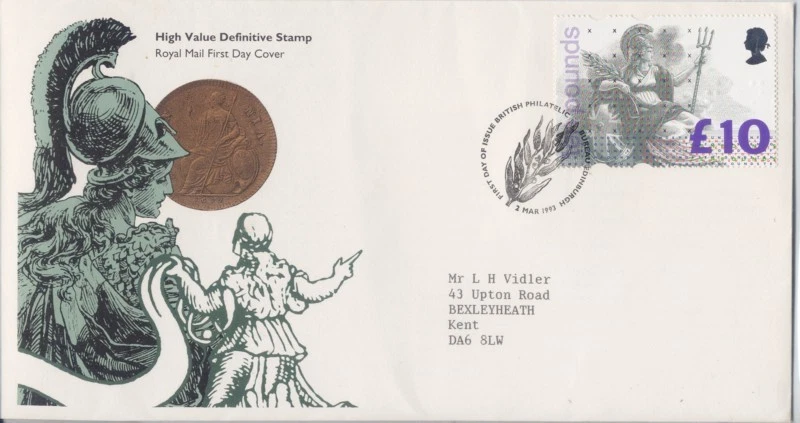 High Value Definitive Stamp
Royal Mail First Day Cover
pounds
£10
FIRST DAY OF ISSUE BRITISH PHILATELIC BUREAU EDINBURGH
2 MAR 1993
Mr L H Vidler
43 Upton Road
BEXLEYHEATH
Kent
DA6 8LW